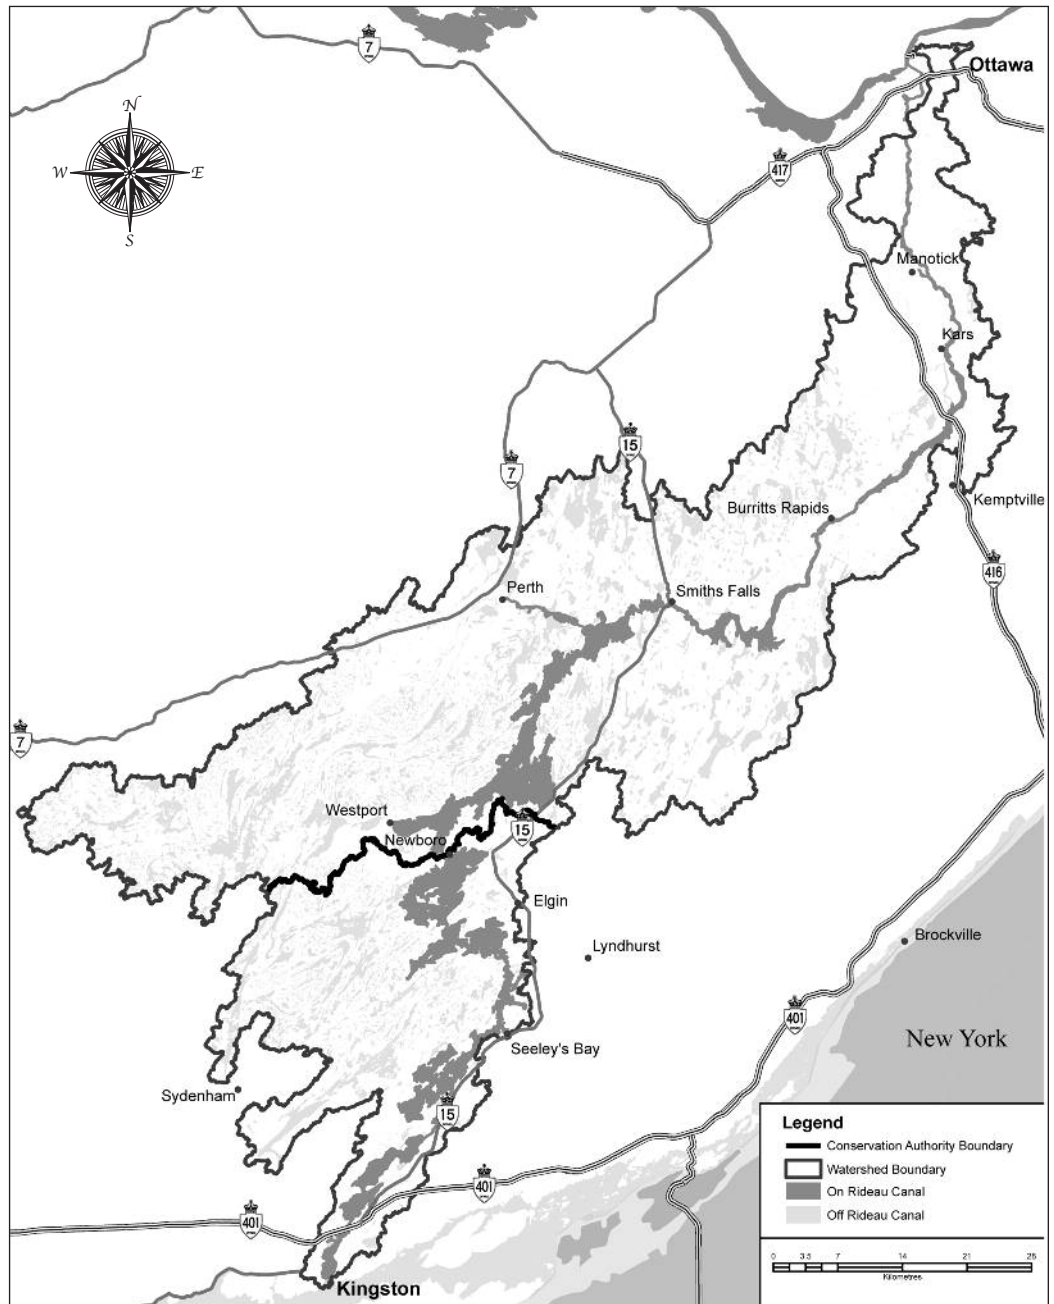 7
Ottawa
N
W E
S
417
Manotick
Kars
15
7
Kemptville
Burritts Rapids
416
Perth
Smiths Falls
7
Westport
Newboro
15
Elgin
Brockville
Lyndhurst
401
New York
Seeley's Bay
Sydenham
15
Legend
Conservation Authority Boundary
Watershed Boundary
On Rideau Canal
Off Rideau Canal
401
401
0 3.5 7 14 21 28
Kilometres
Kingston